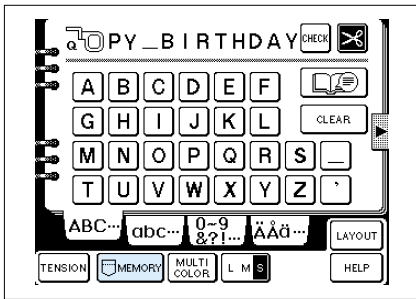 PY_BIRTHDAY CHECK
A B C D E F
G H I J K L CLEAR
M N O P Q R S _
T U V W X Y Z '
ABC··· abc··· 0~9 &?!··· ÄÅä··· LAYOUT
TENSION MEMORY MULTI COLOR L M S HELP